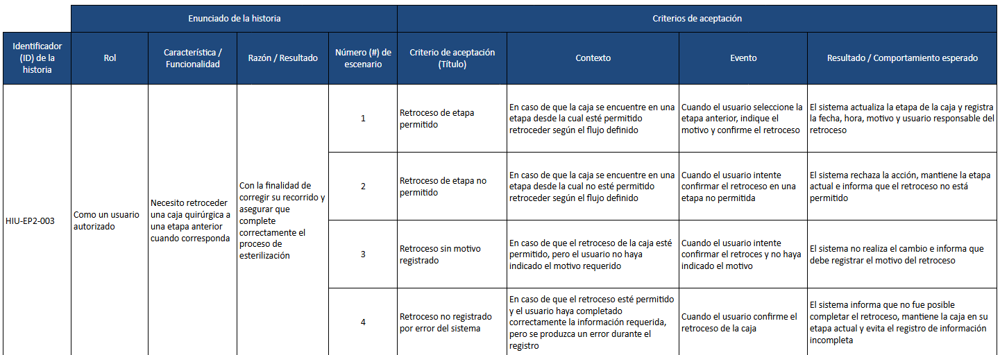 Enunciado de la historia
Criterios de aceptación
Identificador
(ID) de la
historia
Rol
Característica /
Funcionalidad
Razón / Resultado
Número (#) de
escenario
Criterio de aceptación
(Título)
Contexto
Evento
Resultado / Comportamiento esperado
HIU-EP2-003
Como un usuario
autorizado
Necesito retroceder
una caja quirúrgica a
una etapa anterior
cuando corresponda
Con la finalidad de
corregir su recorrido y
asegurar que
complete
correctamente el
proceso de
esterilización
1
Retroceso de etapa
permitido
En caso de que la caja se encuentre en una
etapa desde la cual esté permitido
retroceder según el flujo definido
Cuando el usuario seleccione la
etapa anterior, indique el
motivo y confirme el retroceso
El sistema actualiza la etapa de la caja y registra
la fecha, hora, motivo y usuario responsable del
retroceso
2
Retroceso de etapa no
permitido
En caso de que la caja se encuentre en una
etapa desde la cual no esté permitido
retroceder según el flujo definido
Cuando el usuario intente
confirmar el retroceso en una
etapa no permitida
El sistema rechaza la acción, mantiene la etapa
actual e informa que el retroceso no está
permitido
3
Retroceso sin motivo
registrado
En caso de que el retroceso de la caja esté
permitido, pero el usuario no haya
indicado el motivo requerido
Cuando el usuario intente
confirmar el retroces y no haya
indicado el motivo
El sistema no realiza el cambio e informa que
debe registrar el motivo del retroceso
4
Retroceso no registrado
por error del sistema
En caso de que el retroceso esté permitido
y el usuario haya completado
correctamente la información requerida,
pero se produzca un error durante el
registro
Cuando el usuario confirme el
retroceso de la caja
El sistema informa que no fue posible
completar el retroceso, mantiene la caja en su
etapa actual y evita el registro de información
incompleta